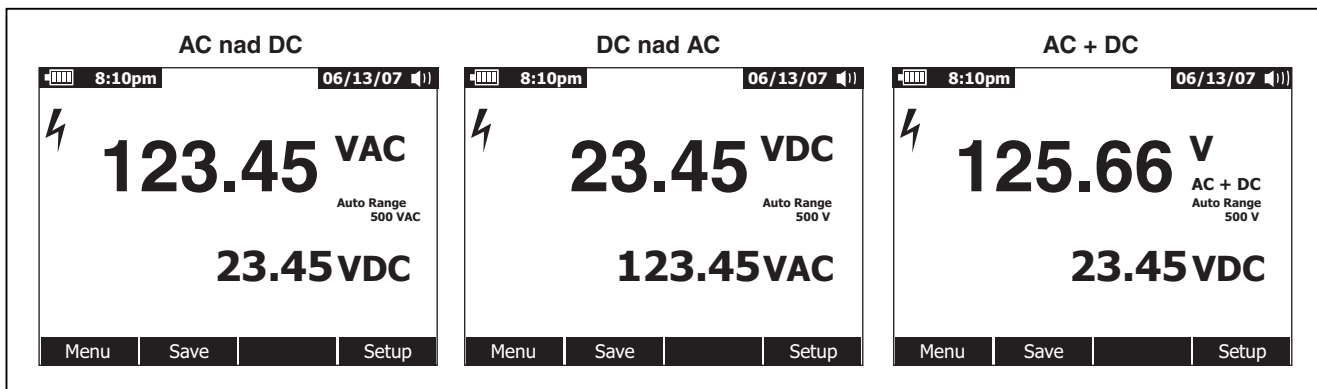 AC nad DC
8:10pm 06/13/07
123.45 VAC
Auto Range
500 VAC
23.45 VDC
Menu Save Setup
DC nad AC
8:10pm 06/13/07
23.45 VDC
Auto Range
500 V
123.45 VAC
Menu Save Setup
AC + DC
8:10pm 06/13/07
125.66 V
AC + DC
Auto Range
500 V
23.45 VDC
Menu Save Setup